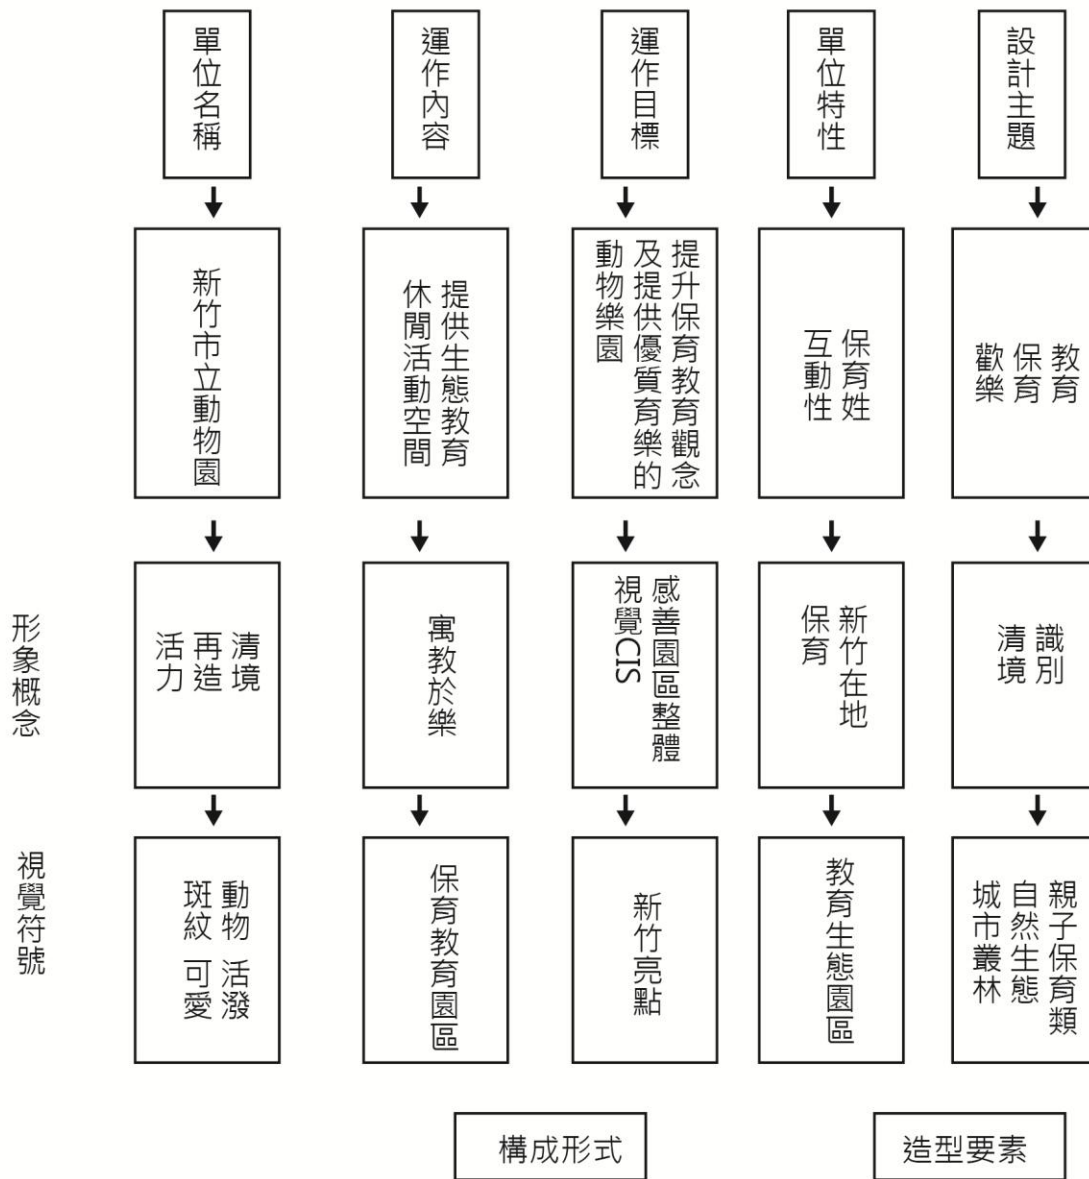 單位名稱
運作內容
運作目標
單位特性
設計主題
新竹市立動物園
提供生態教育
休閒活動空間
提升保育教育觀念
及提供優質育樂的
動物樂園
保育姓
互動性
教育
保育
歡樂
形象概念
清境
再造
活力
寓教於樂
感善園區整體
視覺CIS
新竹在地
保育
識別
清境
視覺符號
動物 活潑
斑紋 可愛
保育教育園區
新竹亮點
教育生態園區
親子保育類
自然生態
城市叢林
構成形式
造型要素